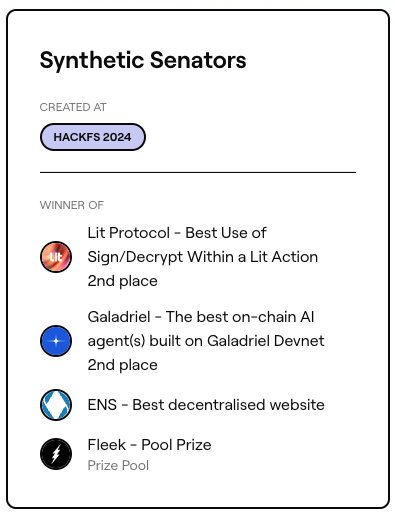 Synthetic Senators
CREATED AT
HACKFS 2024
WINNER OF
Lit Protocol - Best Use of
Sign/Decrypt Within a Lit Action
2nd place
Lit
Galadriel - The best on-chain AI
agent(s) built on Galadriel Devnet
2nd place
ENS - Best decentralised website
Fleek - Pool Prize
Prize Pool